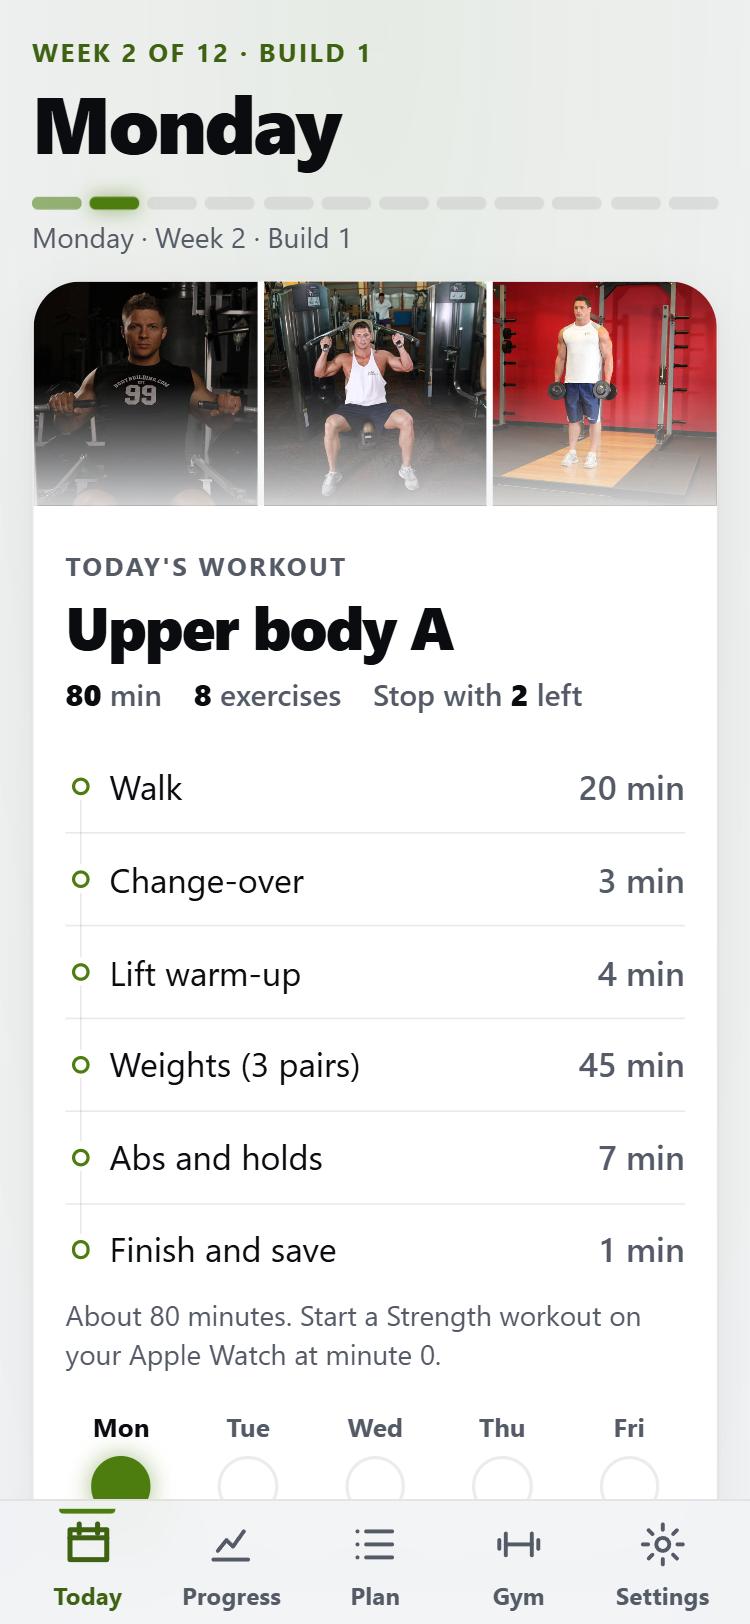 WEEK 2 OF 12 · BUILD 1
Monday
Monday · Week 2 · Build 1
BODYBUILDING.COM
99
TODAY'S WORKOUT
Upper body A
80 min 8 exercises Stop with 2 left
Walk 20 min
Change-over 3 min
Lift warm-up 4 min
Weights (3 pairs) 45 min
Abs and holds 7 min
Finish and save 1 min
About 80 minutes. Start a Strength workout on
your Apple Watch at minute 0.
Mon Tue Wed Thu Fri
Today Progress Plan Gym Settings